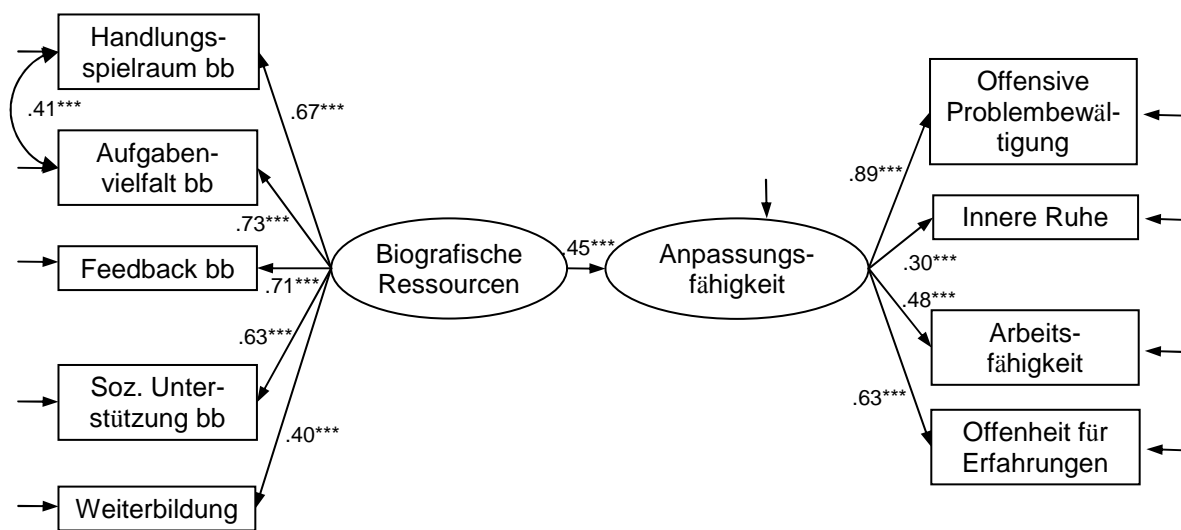 Handlungs-
spielraum bb
.41***
Aufgaben-
vielfalt bb
Feedback bb
Soz. Unter-
stützung bb
Weiterbildung
.67***
.73***
.71***
.63***
.40***
Biografische
Ressourcen
.45***
Anpassungs-
fähigkeit
.89***
.30***
.48***
.63***
Offensive
Problembewäl-
tigung
Innere Ruhe
Arbeits-
fähigkeit
Offenheit für
Erfahrungen